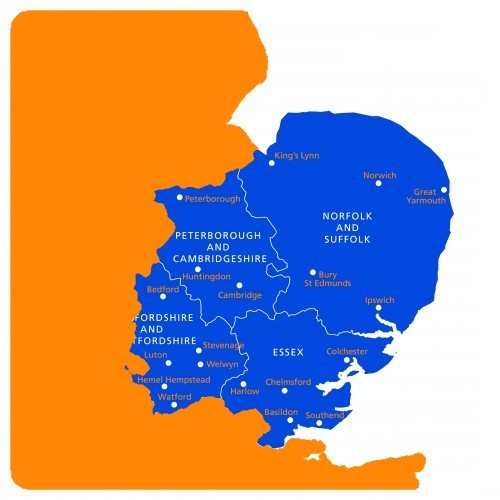 King's Lynn
Norwich
Great
Yarmouth
Peterborough
NORFOLK
AND
SUFFOLK
PETERBOROUGH
AND
CAMBRIDGESHIRE
Huntingdon
Bury
St Edmunds
Bedford
Cambridge
Ipswich
FORDSHIRE
AND
TFORDSHIRE
Stevenage
ESSEX
Colchester
Luton
Welwyn
Hemel Hempstead
Chelmsford
Harlow
Watford
Basildon
Southend